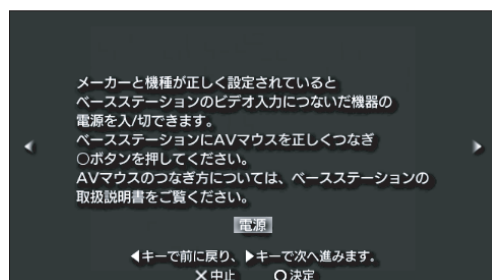 メーカーと機種が正しく設定されていると
ベースステーションのビデオ入力につないだ機器の
電源を入/切できます。
ベースステーションにAVマウスを正しくつなぎ
○ボタンを押してください。
AVマウスのつなぎ方については、ベースステーションの
取扱説明書をご覧ください。
電源
◀キーで前に戻り、▶キーで次へ進みます。
✕中止 ○決定